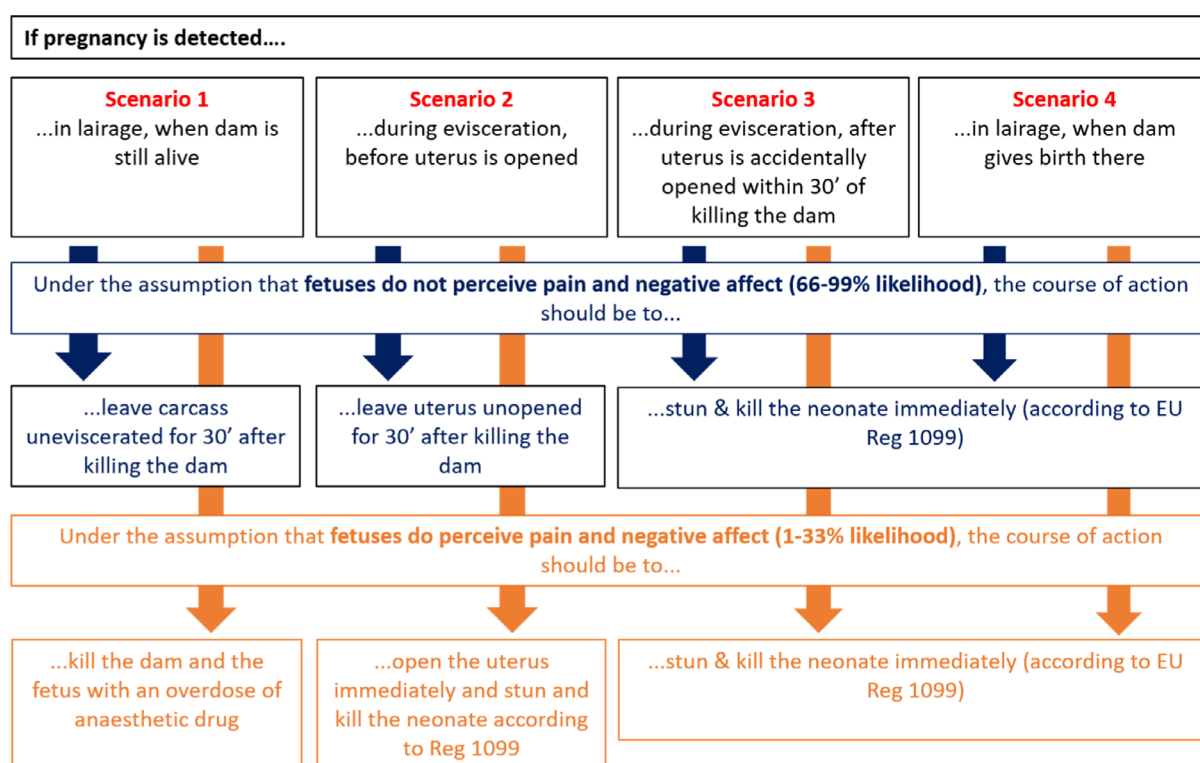 If pregnancy is detected....
Scenario 1
...in lairage, when dam is
still alive
Scenario 2
...during evisceration,
before uterus is opened
Scenario 3
...during evisceration, after
uterus is accidentally
opened within 30’ of
killing the dam
Scenario 4
...in lairage, when dam
gives birth there
Under the assumption that fetuses do not perceive pain and negative affect (66-99% likelihood), the course of action
should be to...
...leave carcass
uneviscerated for 30’ after
killing the dam
...leave uterus unopened
for 30’ after killing the
dam
...stun & kill the neonate immediately (according to EU
Reg 1099)
Under the assumption that fetuses do perceive pain and negative affect (1-33% likelihood), the course of action
should be to...
...kill the dam and the
fetus with an overdose of
anaesthetic drug
...open the uterus
immediately and stun and
kill the neonate according
to Reg 1099
...stun & kill the neonate immediately (according to EU
Reg 1099)